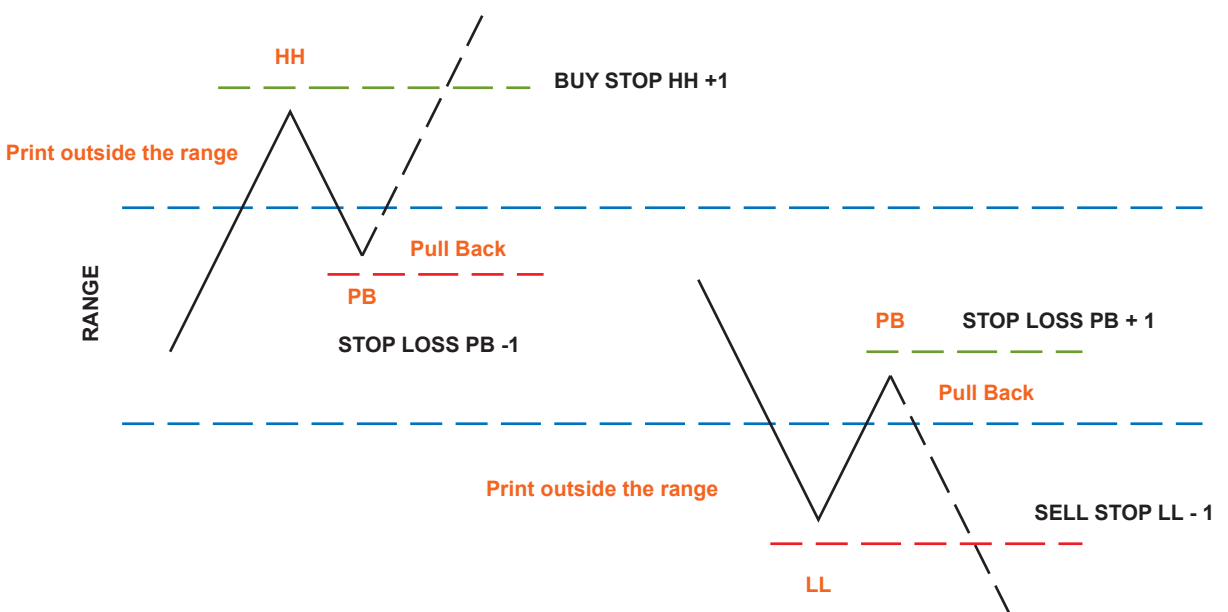 HH
BUY STOP HH +1
Print outside the range
Pull Back
RANGE
PB
STOP LOSS PB -1
PB
STOP LOSS PB + 1
Pull Back
Print outside the range
SELL STOP LL - 1
LL